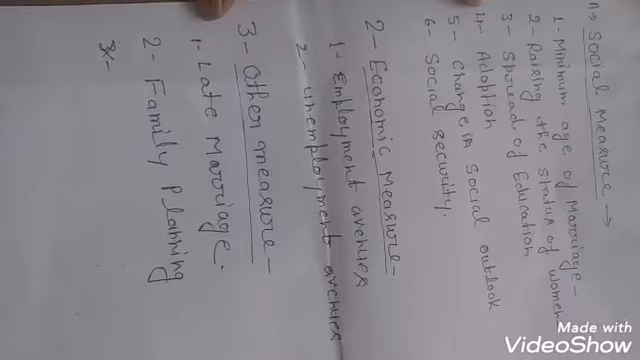 A→ Social Measure →
1- Minimum age of Marriage-
2- Raising the status of women-
3- Spread of Education
4- Adoption
5- Change in Social outlook
6- Social security.
2- Economic Measure-
1- Employment avenues
2- unemployment avenues
3- Other measure-
1- Late Marriage.
2- Family Planning
3-
Made with
VideoShow